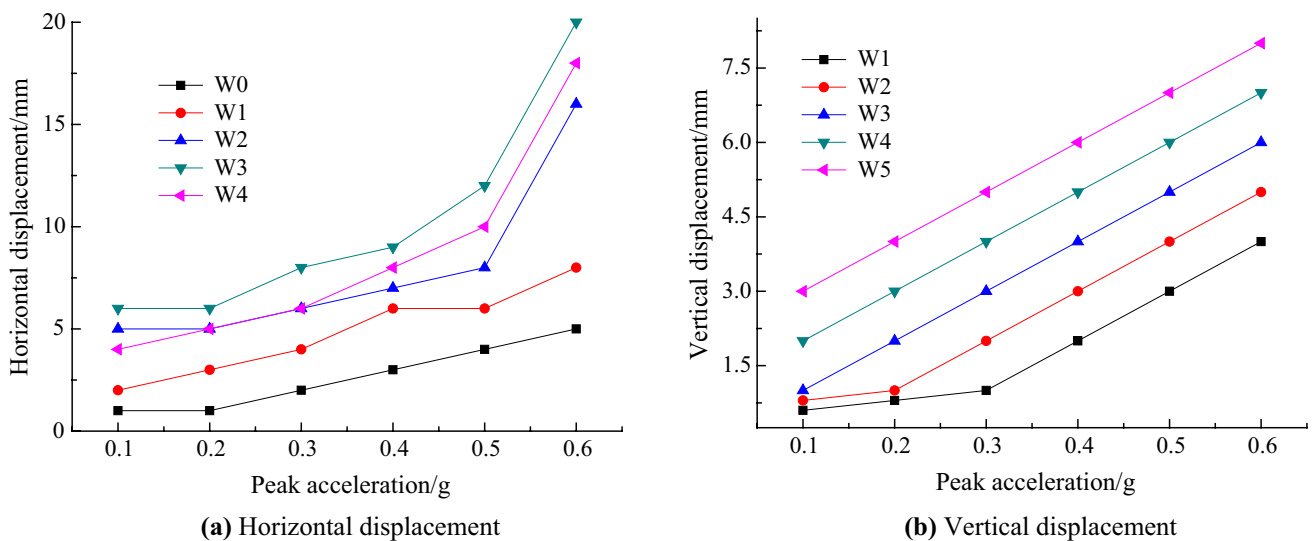 20
15
10
5
0
Horizontal displacement/mm
W0
W1
W2
W3
W4
0.1 0.2 0.3 0.4 0.5 0.6
Peak acceleration/g
(a) Horizontal displacement
7.5
6.0
4.5
3.0
1.5
Vertical displacement/mm
W1
W2
W3
W4
W5
0.1 0.2 0.3 0.4 0.5 0.6
Peak acceleration/g
(b) Vertical displacement